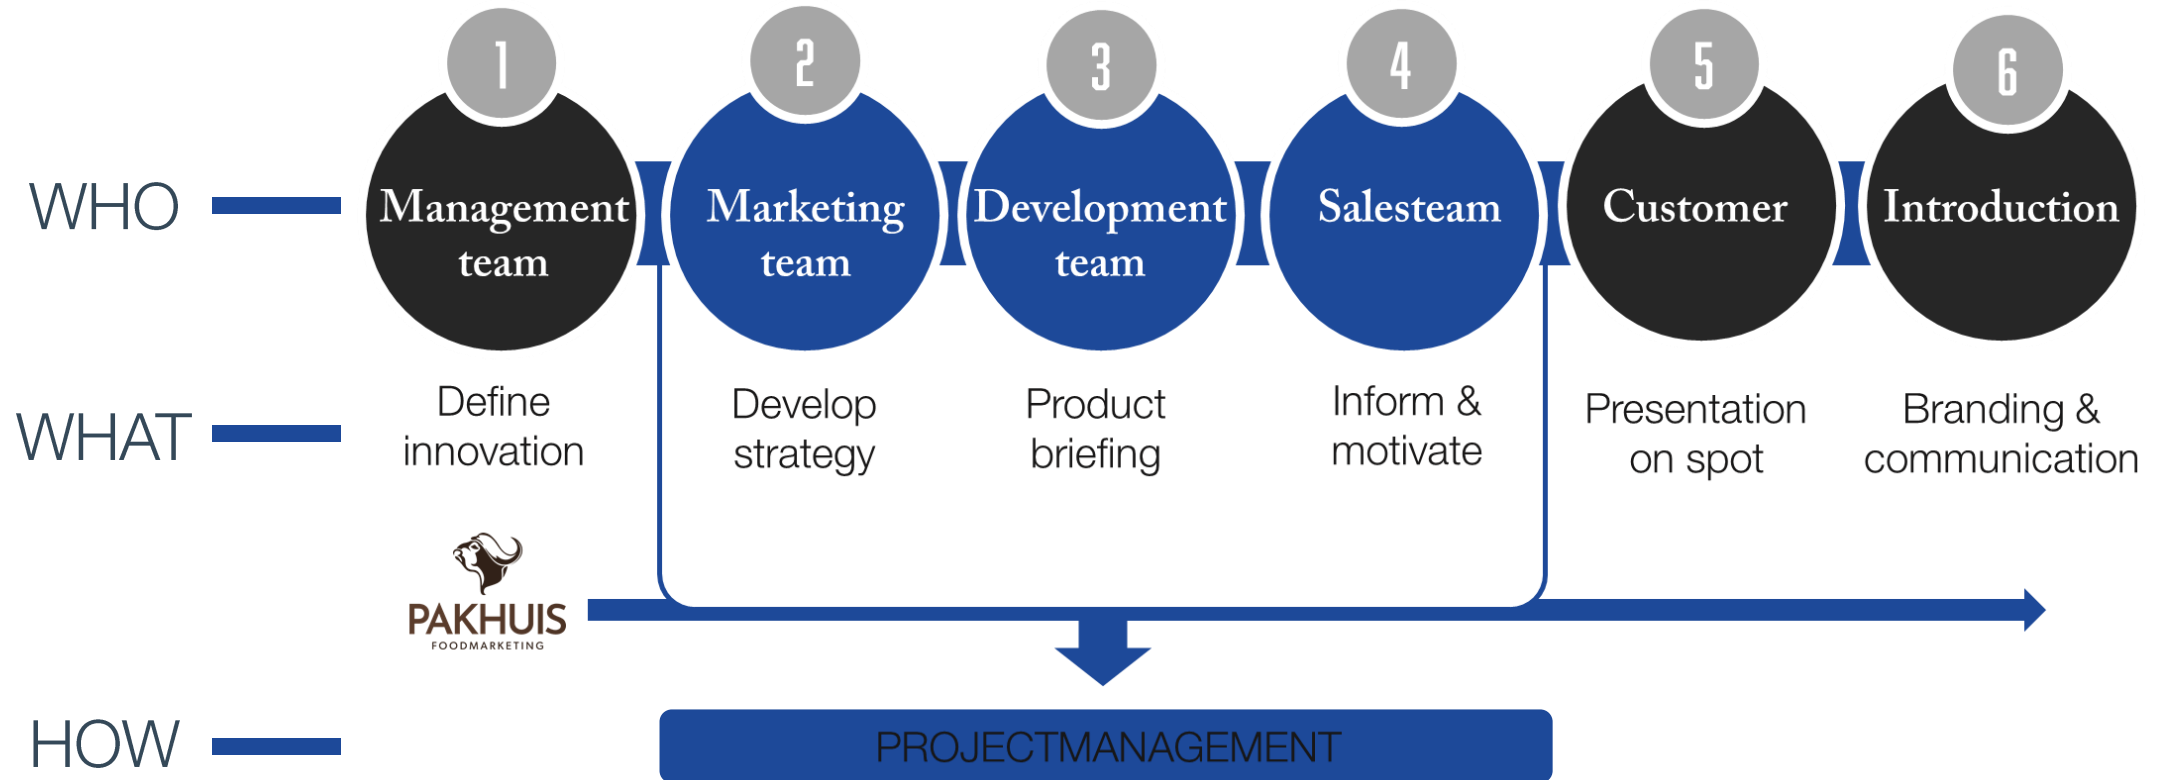 1
2
3
4
5
6
WHO
Management
team
Marketing
team
Development
team
Salesteam
Customer
Introduction
WHAT
Define
innovation
Develop
strategy
Product
briefing
Inform &
motivate
Presentation
on spot
Branding &
communication
PAKHUIS
FOODMARKETING
HOW
PROJECTMANAGEMENT